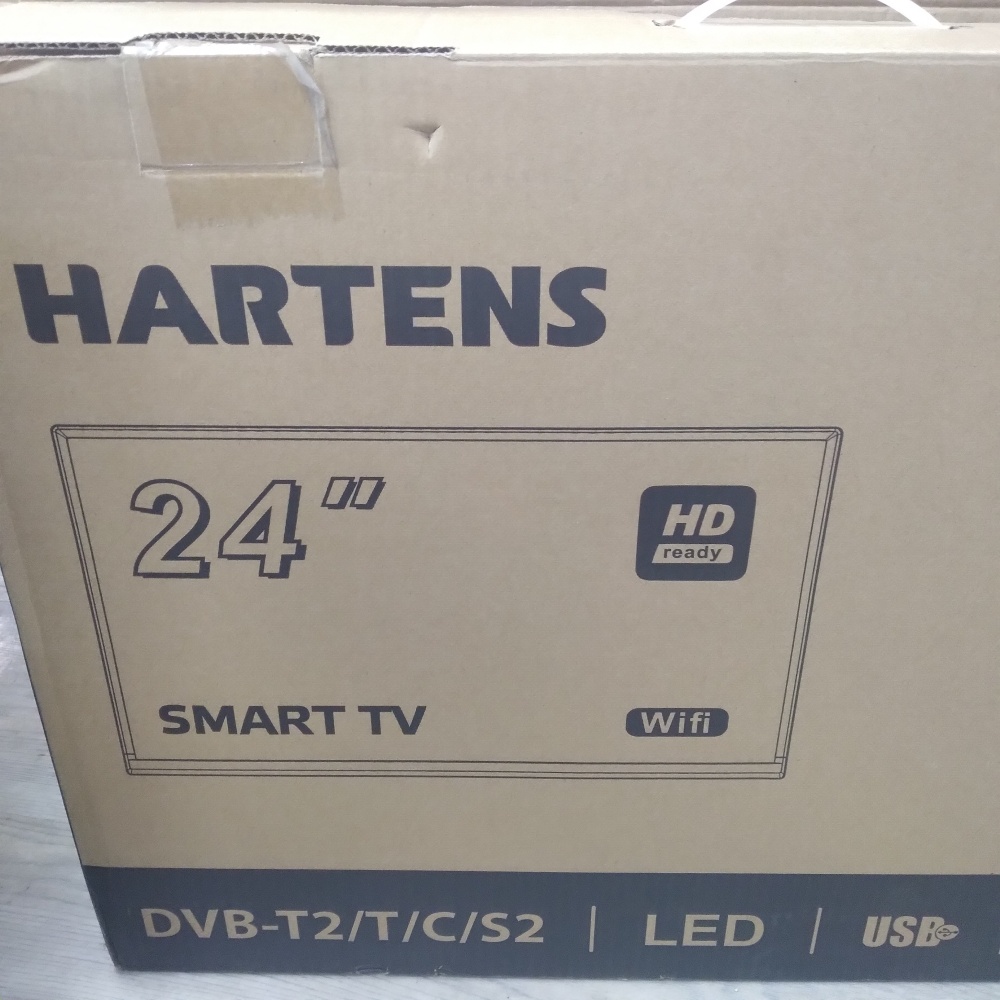 HARTENS
24"
HD
ready
SMART TV
Wifi
DVB-T2/T/C/S2 | LED | USB